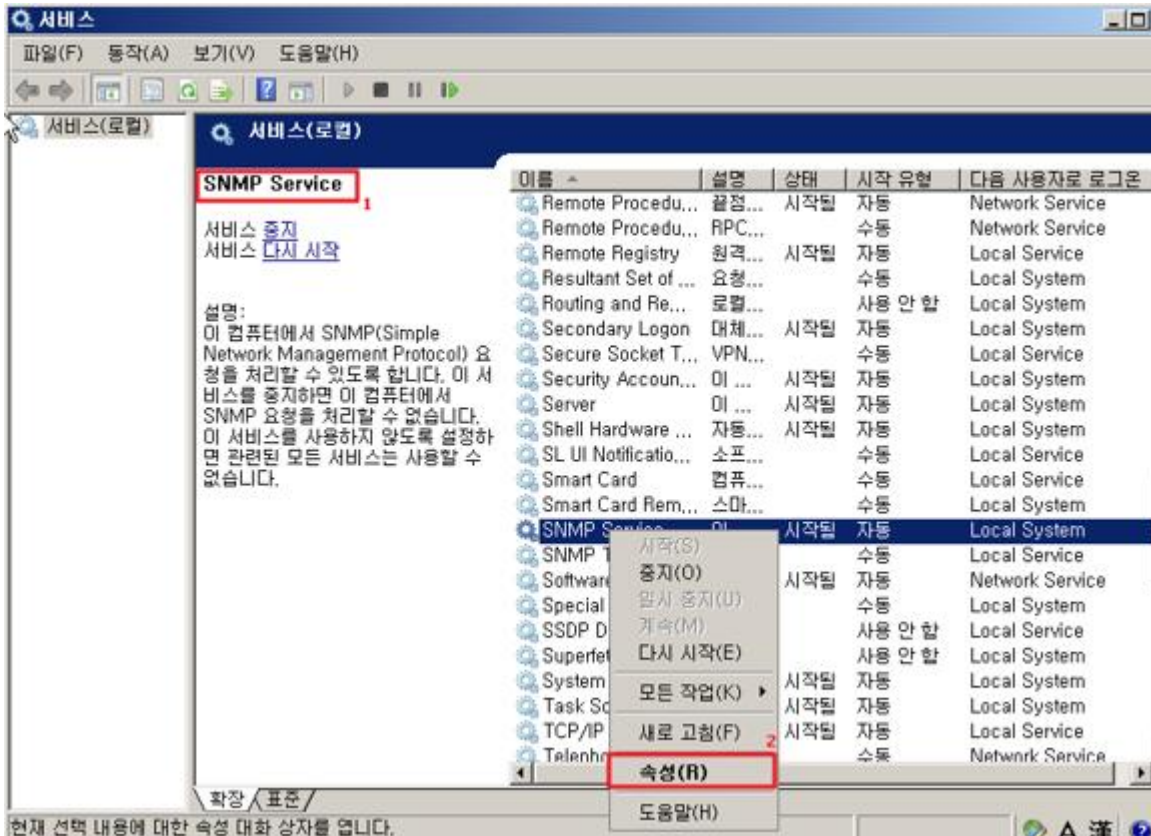 서비스
파일(F) 동작(A) 보기(V) 도움말(H)
서비스(로컬)
서비스(로컬)
SNMP Service
1
서비스 중지
서비스 다시 시작
설명:
이 컴퓨터에서 SNMP(Simple
Network Management Protocol) 요
청을 처리할 수 있도록 합니다. 이 서
비스를 중지하면 이 컴퓨터에서
SNMP 요청을 처리할 수 없습니다.
이 서비스를 사용하지 않도록 설정하
면 관련된 모든 서비스는 사용할 수
없습니다.
이름 설명 상태 시작 유형 다음 사용자로 로그온
Remote Procedu... 끝점... 시작됨 자동 Network Service
Remote Procedu... RPC... 수동 Network Service
Remote Registry 원격... 시작됨 자동 Local Service
Resultant Set of ... 요청... 수동 Local System
Routing and Re... 로컬... 사용 안 함 Local System
Secondary Logon 대체... 시작됨 자동 Local System
Secure Socket T... VPN... 수동 Local Service
Security Accoun... 이 ... 시작됨 자동 Local System
Server 이 ... 시작됨 자동 Local System
Shell Hardware ... 자동... 시작됨 자동 Local System
SL UI Notificatio... 소프... 수동 Local Service
Smart Card 컴퓨... 수동 Local Service
Smart Card Rem... 스마... 수동 Local System
SNMP Service 이 시작됨 자동 Local System
SNMP T 수동 Local Service
Software 시작됨 자동 Network Service
Special 수동 Local System
SSDP D 사용 안 함 Local Service
Superfet 사용 안 함 Local System
System 시작됨 자동 Local System
Task Sc 시작됨 자동 Local System
TCP/IP 시작됨 자동 Local Service
Telepho 수동 Network Service
시작(S)
중지(O)
일시 중지(U)
계속(M)
다시 시작(E)
모든 작업(K)
새로 고침(F)
2
속성(R)
도움말(H)
확장 표준
현재 선택 내용에 대한 속성 대화 상자를 엽니다.
A 漢